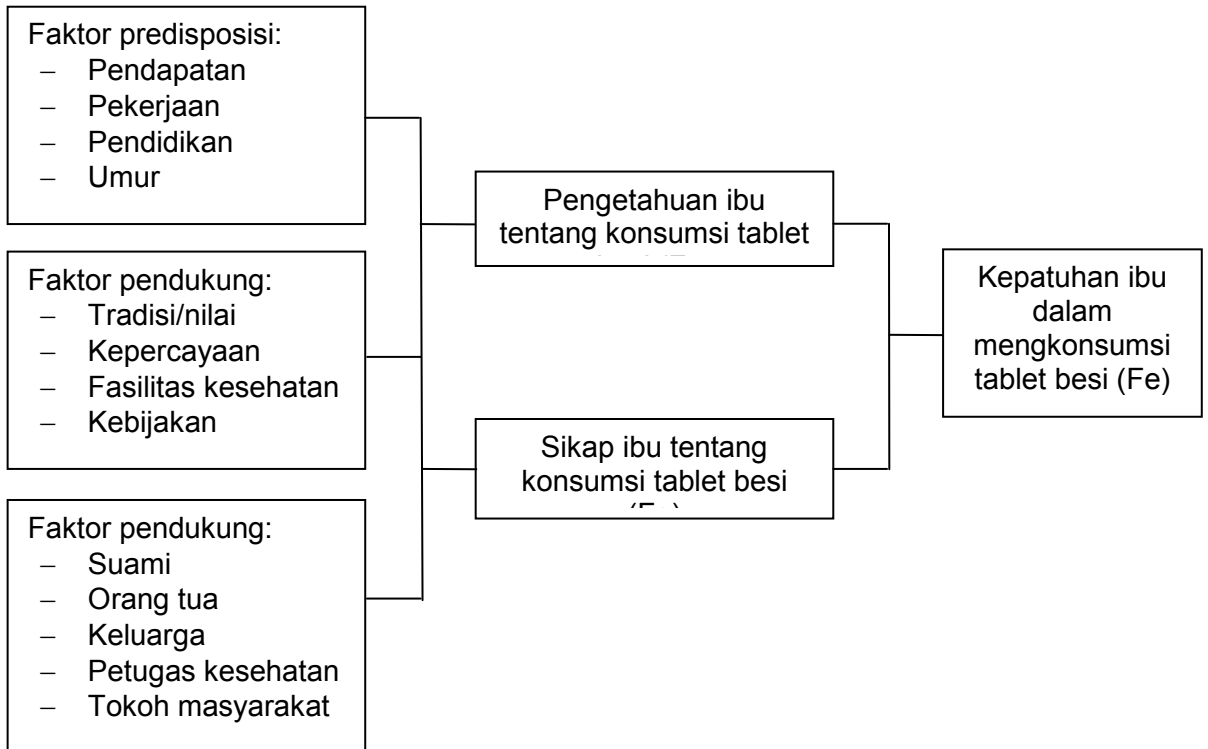 Faktor predisposisi:
– Pendapatan
– Pekerjaan
– Pendidikan
– Umur
Faktor pendukung:
– Tradisi/nilai
– Kepercayaan
– Fasilitas kesehatan
– Kebijakan
Faktor pendukung:
– Suami
– Orang tua
– Keluarga
– Petugas kesehatan
– Tokoh masyarakat
Pengetahuan ibu
tentang konsumsi tablet
Sikap ibu tentang
konsumsi tablet besi
Kepatuhan ibu
dalam
mengkonsumsi
tablet besi (Fe)